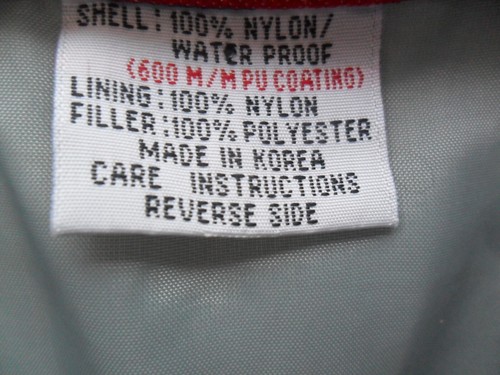 SHELL: 100% NYLON/
WATER PROOF
(600 M/M PU COATING)
LINING: 100% NYLON
FILLER: 100% POLYESTER
MADE IN KOREA
CARE INSTRUCTIONS
REVERSE SIDE